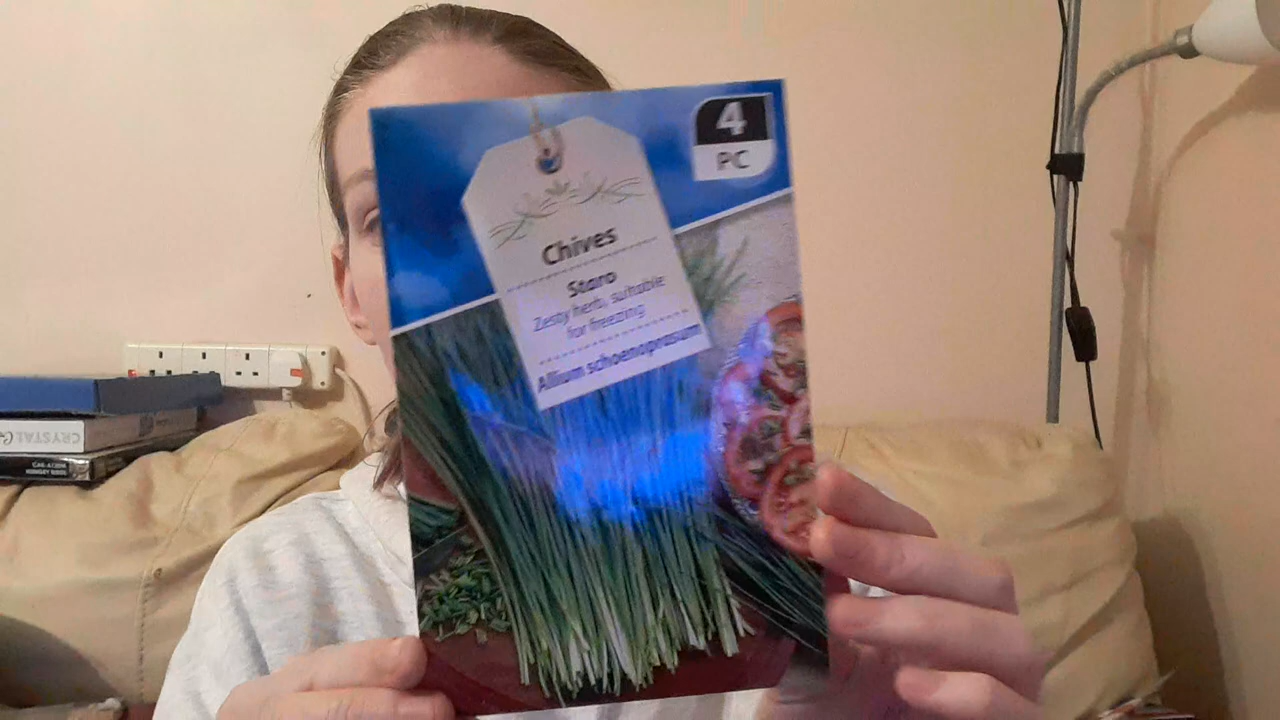 4
PC
Chives
Staro
Zesty herb, suitable
for freezing
Allium schoenoprasum
CRYSTAL